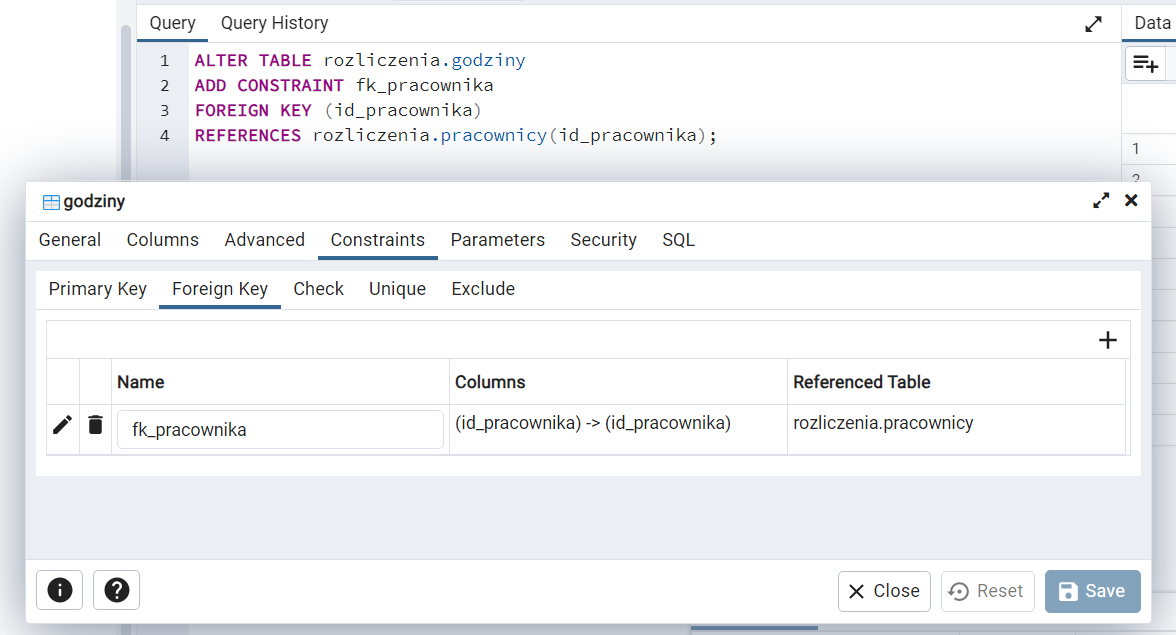 Query Query History Data
1 ALTER TABLE rozliczenia.godziny
2 ADD CONSTRAINT fk_pracownika
3 FOREIGN KEY (id_pracownika)
4 REFERENCES rozliczenia.pracownicy(id_pracownika);
1
2
godziny
General Columns Advanced Constraints Parameters Security SQL
Primary Key Foreign Key Check Unique Exclude
Name Columns Referenced Table
fk_pracownika (id_pracownika) -> (id_pracownika) rozliczenia.pracownicy
Close Reset Save